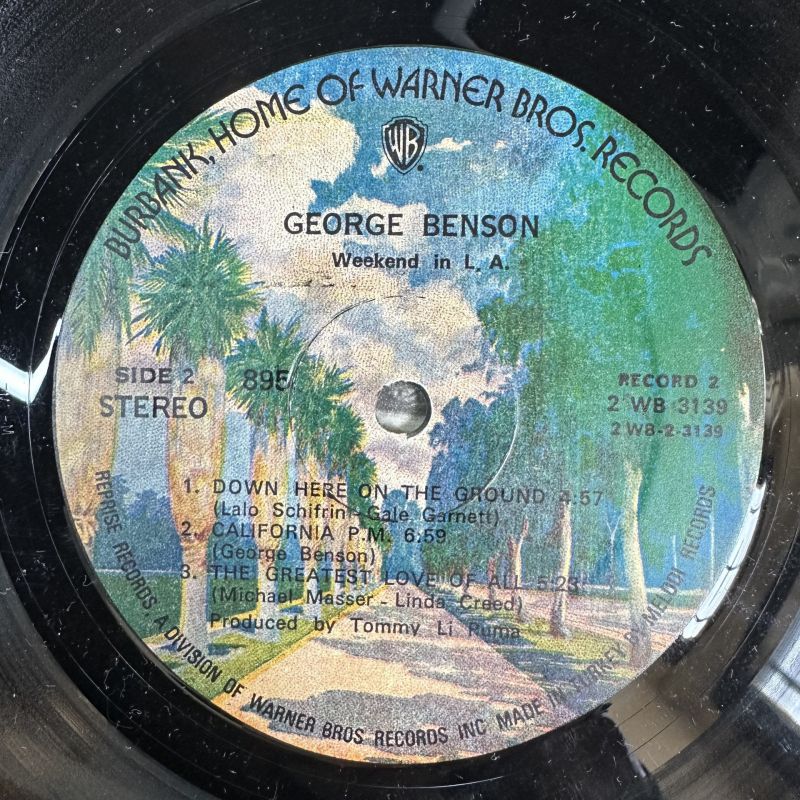 BURBANK, HOME OF WARNER BROS. RECORDS
WB
GEORGE BENSON
Weekend in L. A.
SIDE 2 895 RECORD 2
STEREO 2 WB 3139
2 WB-2-3139
1. DOWN HERE ON THE GROUND 4:57
(Lalo Schifrin - Gale Garnett)
2. CALIFORNIA P.M. 6:59
(George Benson)
3. THE GREATEST LOVE OF ALL 5:23
(Michael Masser - Linda Creed)
Produced by Tommy Li Puma
REPRISE RECORDS, A DIVISION OF WARNER BROS RECORDS INC MADE IN TURKEY BY MELODI RECORDS